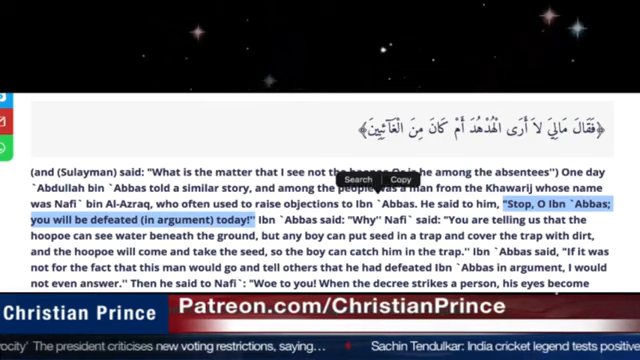 ﴿فَقَالَ مَالِيَ لاَ أَرَى الْهُدْهُدَ أَمْ كَانَ مِنَ الْغَآئِبِينَ﴾
(and (Sulayman) said: "What is the matter that I see not the he among the absentees") One day
Search Copy
`Abdullah bin `Abbas told a similar story, and among the people was a man from the Khawarij whose name
was Nafi` bin Al-Azraq, who often used to raise objections to Ibn `Abbas. He said to him, "Stop, O Ibn `Abbas;
you will be defeated (in argument) today!" Ibn `Abbas said: "Why" Nafi` said: "You are telling us that the
hoopoe can see water beneath the ground, but any boy can put seed in a trap and cover the trap with dirt,
and the hoopoe will come and take the seed, so the boy can catch him in the trap." Ibn `Abbas said, "If it was
not for the fact that this man would go and tell others that he had defeated Ibn `Abbas in argument, I would
not even answer." Then he said to Nafi`: "Woe to you! When the decree strikes a person, his eyes become
Christian Prince
Patreon.com/ChristianPrince
rocity' The president criticises new voting restrictions, saying... Sachin Tendulkar: India cricket legend tests positive